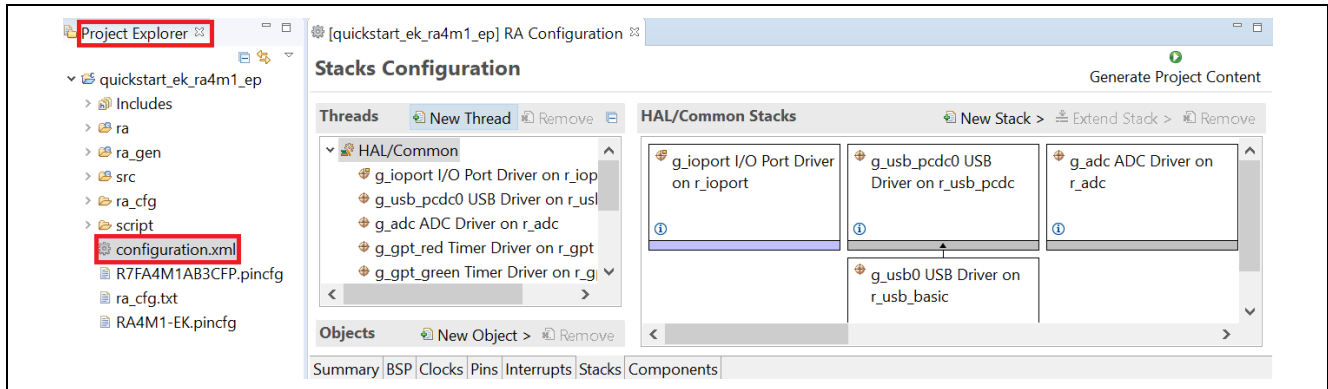 Project Explorer
quickstart_ek_ra4m1_ep
Includes
ra
ra_gen
src
ra_cfg
script
configuration.xml
R7FA4M1AB3CFP.pincfg
ra_cfg.txt
RA4M1-EK.pincfg
[quickstart_ek_ra4m1_ep] RA Configuration
Stacks Configuration
Generate Project Content
Threads New Thread Remove
HAL/Common
g_ioport I/O Port Driver on r_iop
g_usb_pcdc0 USB Driver on r_usl
g_adc ADC Driver on r_adc
g_gpt_red Timer Driver on r_gpt
g_gpt_green Timer Driver on r_g
Objects New Object > Remove
HAL/Common Stacks New Stack > Extend Stack > Remove
g_ioport I/O Port Driver
on r_ioport
g_usb_pcdc0 USB
Driver on r_usb_pcdc
g_adc ADC Driver on
r_adc
g_usb0 USB Driver on
r_usb_basic
Summary BSP Clocks Pins Interrupts Stacks Components